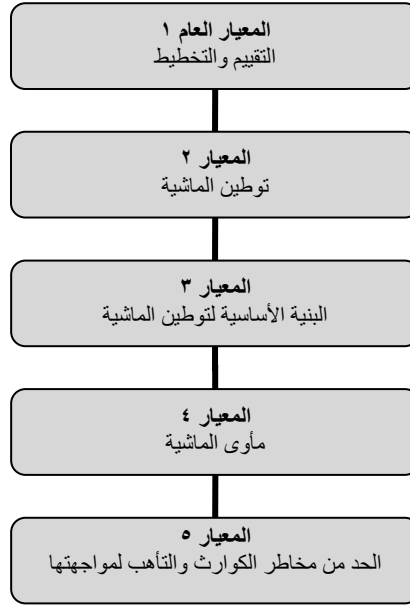 المعيار العام ١
التقييم والتخطيط
المعيار ٢
توطين الماشية
المعيار ٣
البنية الأساسية لتوطين الماشية
المعيار ٤
مأوى الماشية
المعيار ٥
الحد من مخاطر الكوارث والتأهب لمواجهتها